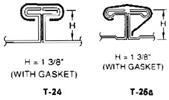 H
H
H = 1 3/8"
(WITH GASKET)
H = 1 3/8"
(WITH GASKET)
T-24
T-26a